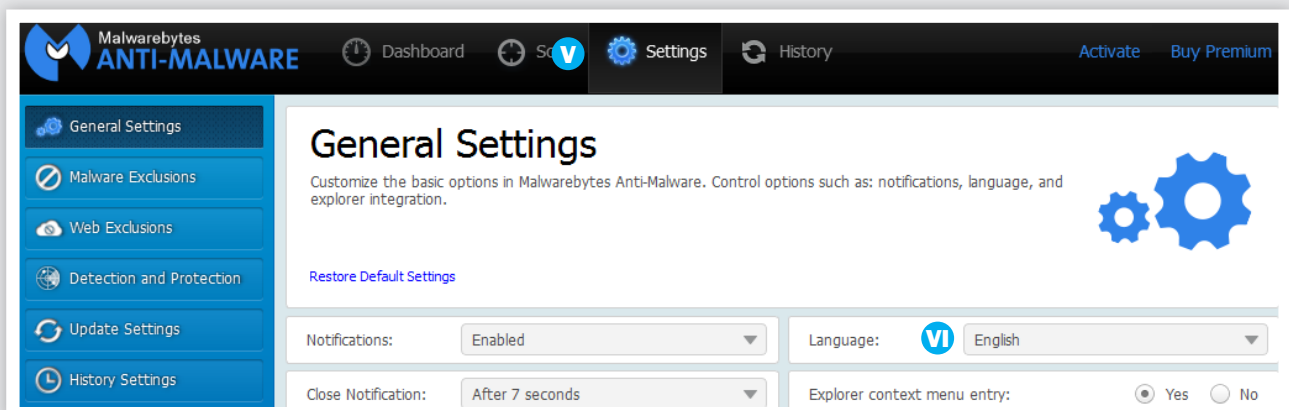 Malwarebytes
ANTI-MALWARE
Dashboard
V
Settings
History
Activate
Buy Premium
General Settings
Malware Exclusions
Web Exclusions
Detection and Protection
Update Settings
History Settings
General Settings
Customize the basic options in Malwarebytes Anti-Malware. Control options such as: notifications, language, and
explorer integration.
Restore Default Settings
Notifications: Enabled
Language: VI English
Close Notification: After 7 seconds
Explorer context menu entry: Yes No